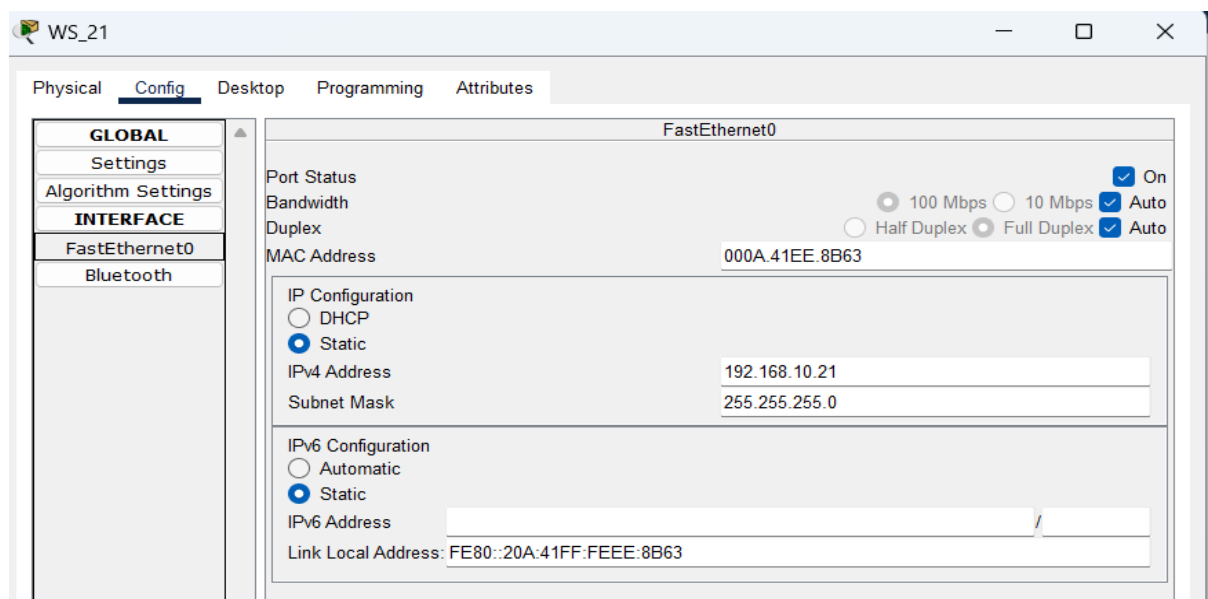 WS_21
Physical Config Desktop Programming Attributes
GLOBAL
Settings
Algorithm Settings
INTERFACE
FastEthernet0
Bluetooth
FastEthernet0
Port Status On
Bandwidth 100 Mbps 10 Mbps Auto
Duplex Half Duplex Full Duplex Auto
MAC Address 000A.41EE.8B63
IP Configuration
DHCP
Static
IPv4 Address 192.168.10.21
Subnet Mask 255.255.255.0
IPv6 Configuration
Automatic
Static
IPv6 Address /
Link Local Address: FE80::20A:41FF:FEEE:8B63